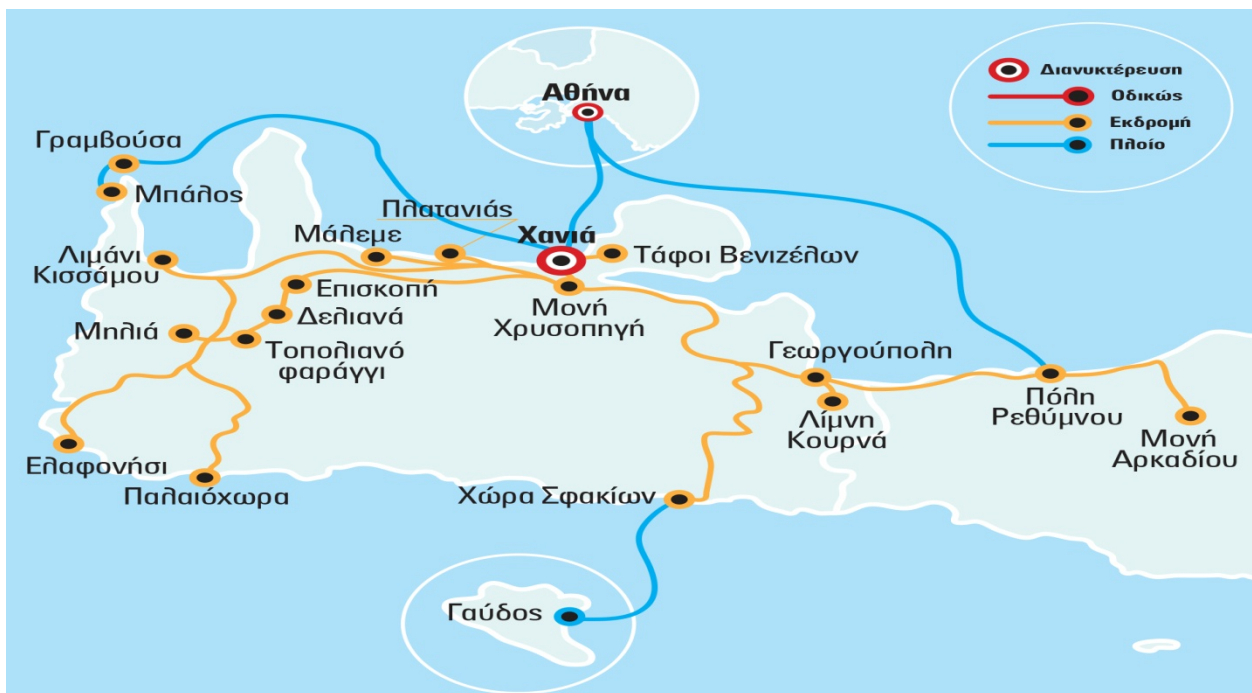 Διανυκτέρευση
Οδικώς
Εκδρομή
Πλοίο
Αθήνα
Γραμβούσα
Μπάλος
Πλατανιάς
Χανιά
Μάλεμε
Τάφοι Βενιζέλων
Λιμάνι
Κισσάμου
Επισκοπή
Μονή
Χρυσοπηγή
Δελιανά
Μηλιά
Τοπολιανό
φαράγγι
Γεωργούπολη
Λίμνη
Κουρνά
Πόλη
Ρεθύμνου
Μονή
Αρκαδίου
Ελαφονήσι
Παλαιόχωρα
Χώρα Σφακίων
Γαύδος